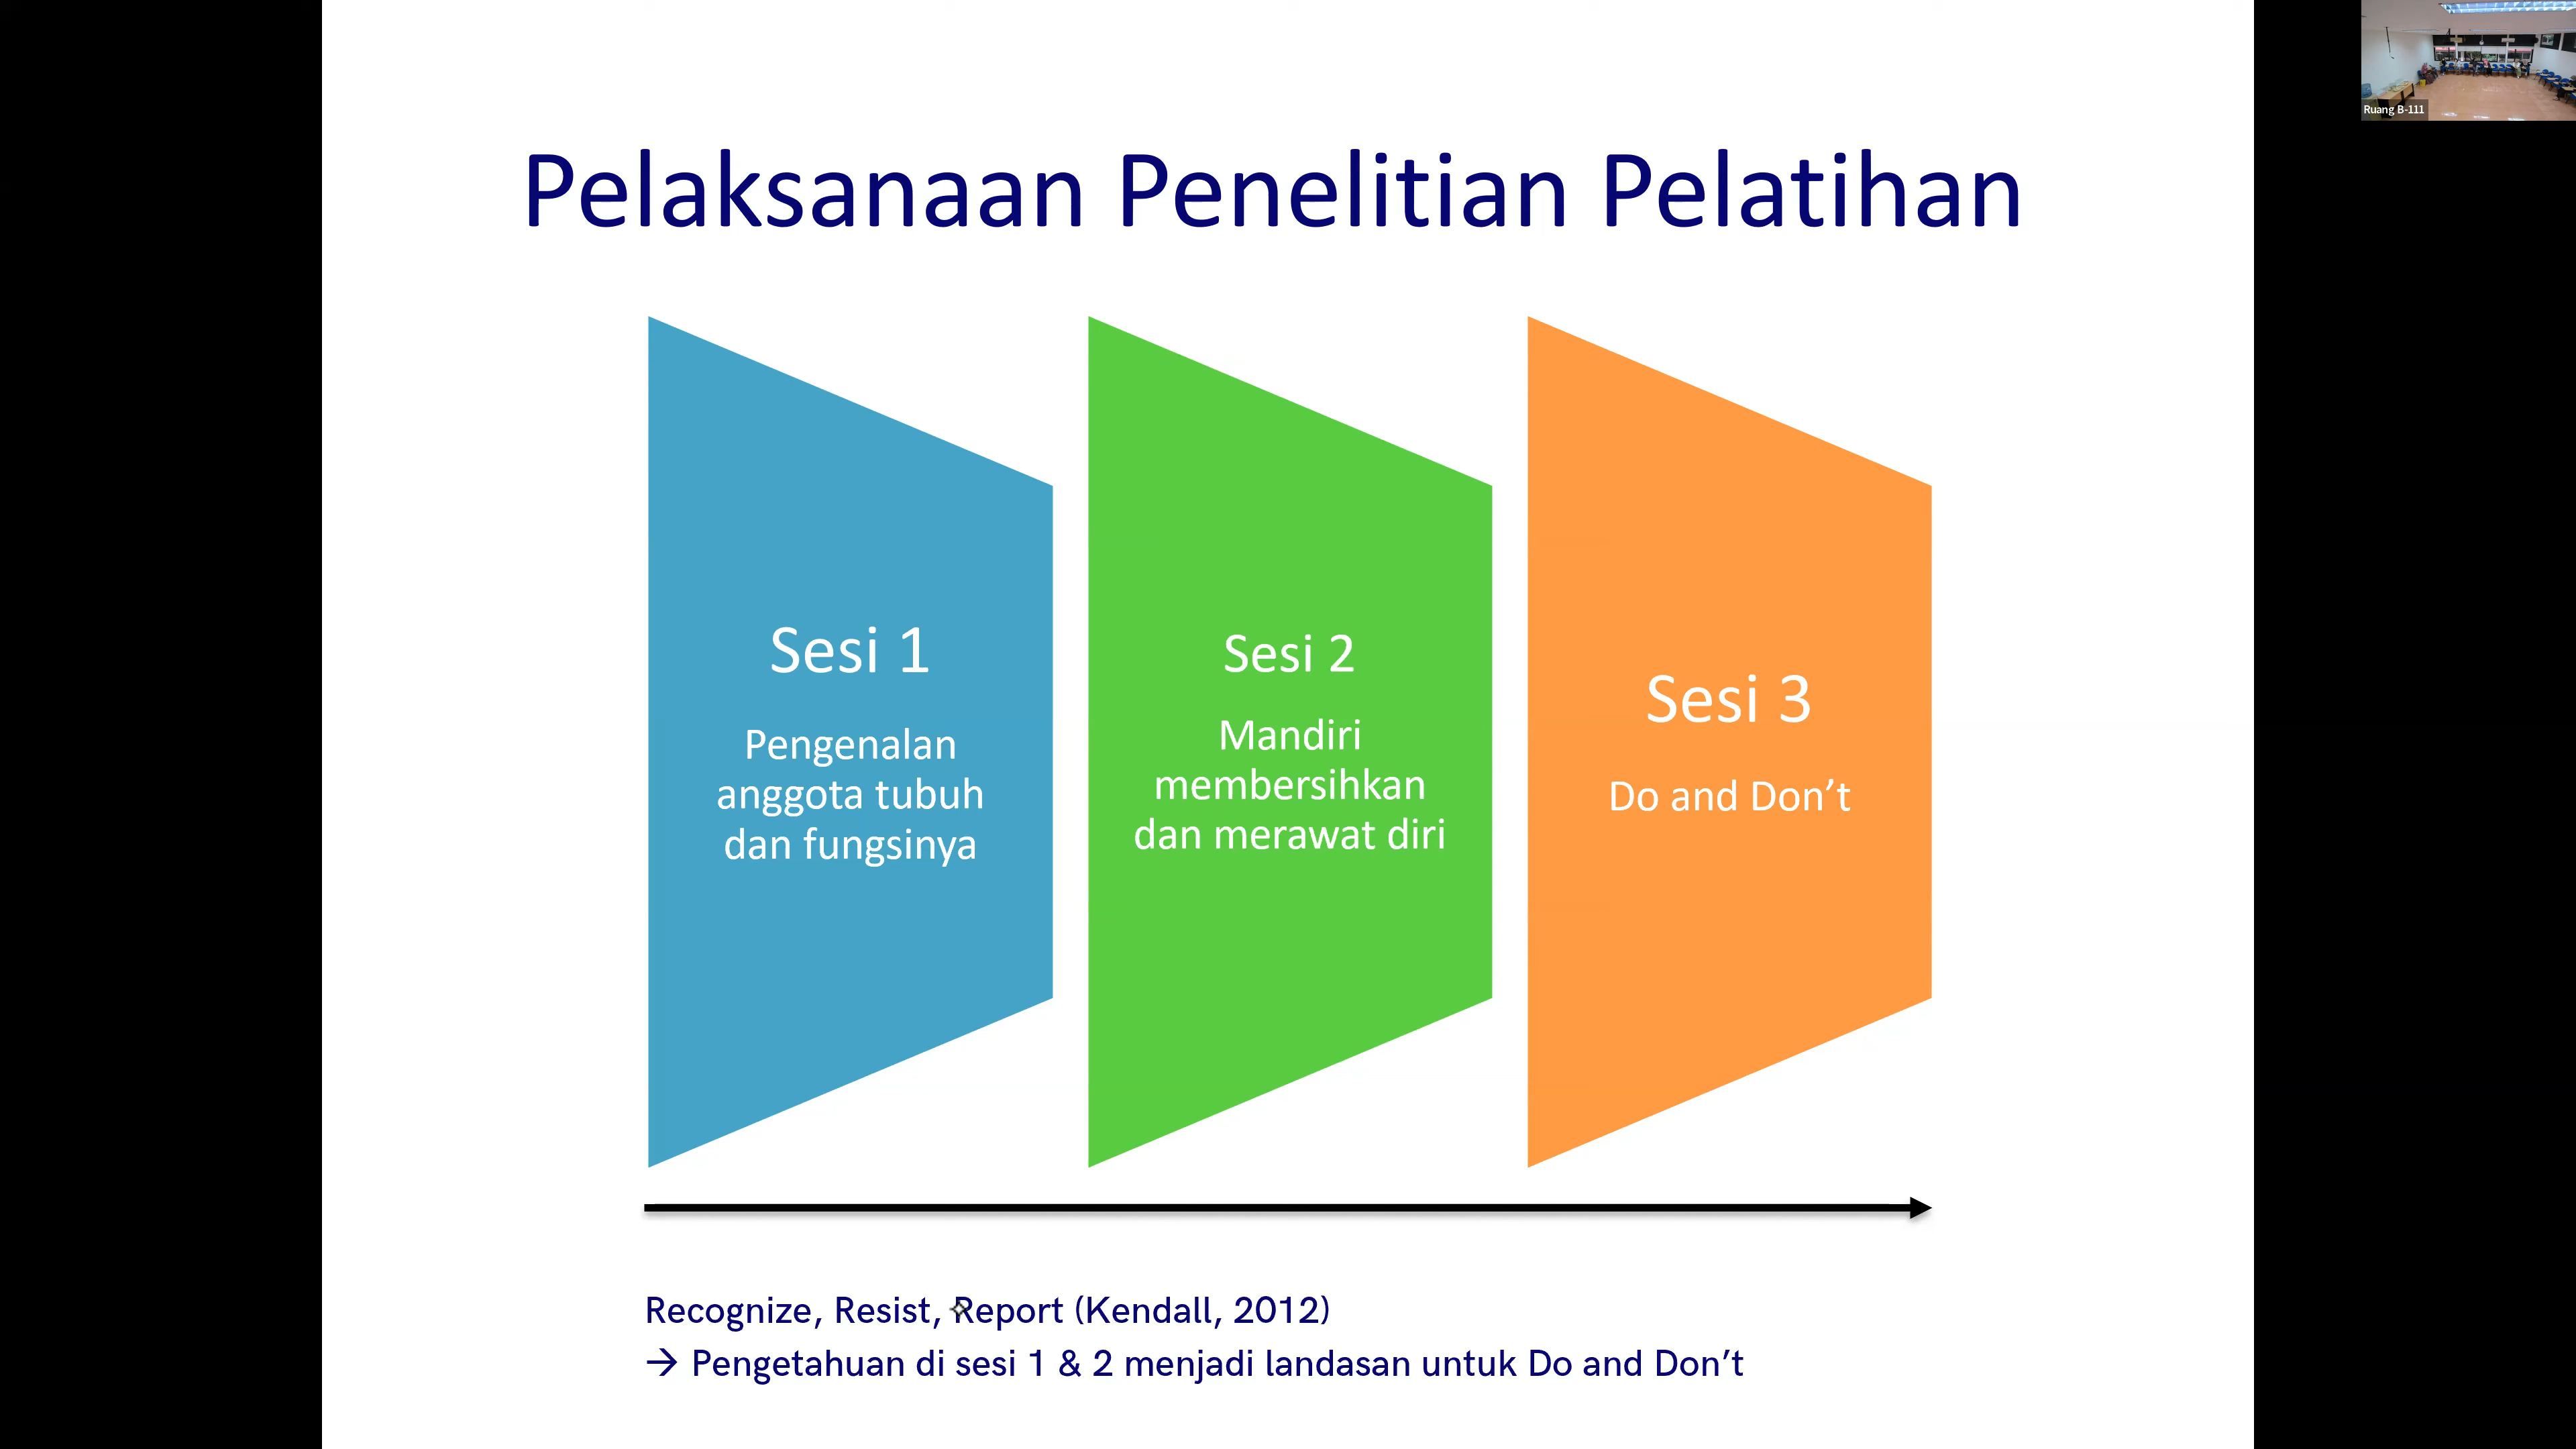 Ruang B-111
Pelaksanaan Penelitian Pelatihan
Sesi 1
Pengenalan
anggota tubuh
dan fungsinya
Sesi 2
Mandiri
membersihkan
dan merawat diri
Sesi 3
Do and Don’t
Recognize, Resist, Report (Kendall, 2012)
→ Pengetahuan di sesi 1 & 2 menjadi landasan untuk Do and Don’t